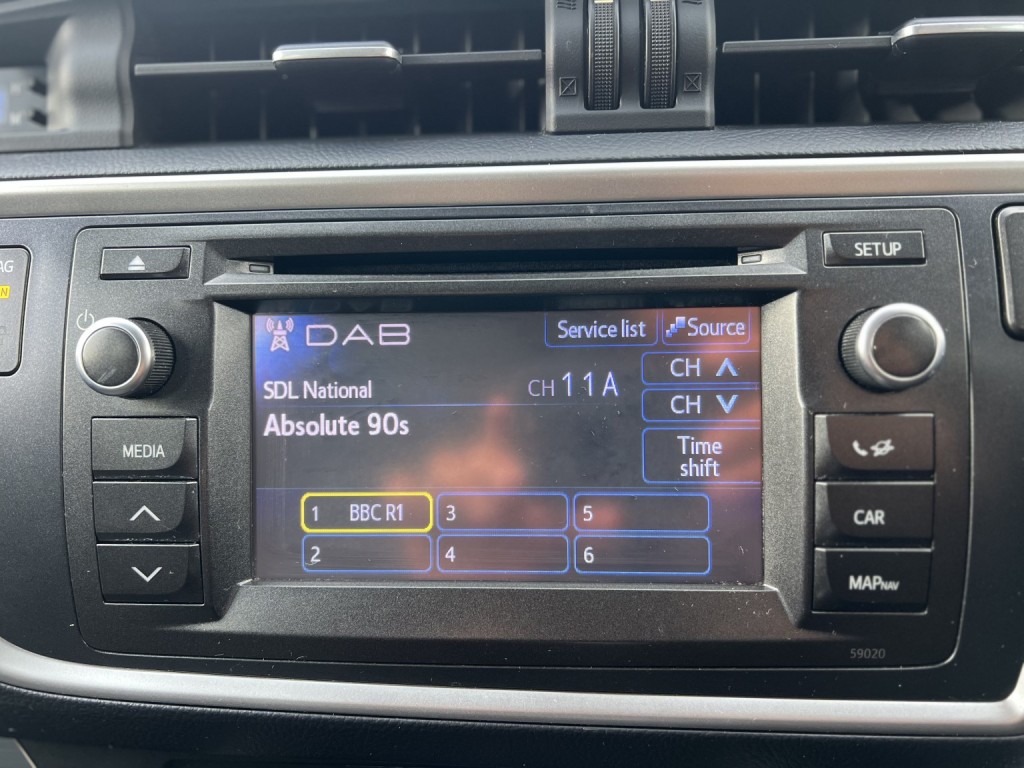 SETUP
AG
N
DAB
Service list
Source
SDL National
CH 11A
CH
Absolute 90s
CH
Time
shift
MEDIA
1 BBC R1
3
5
2
4
6
CAR
MAPNAV
59020